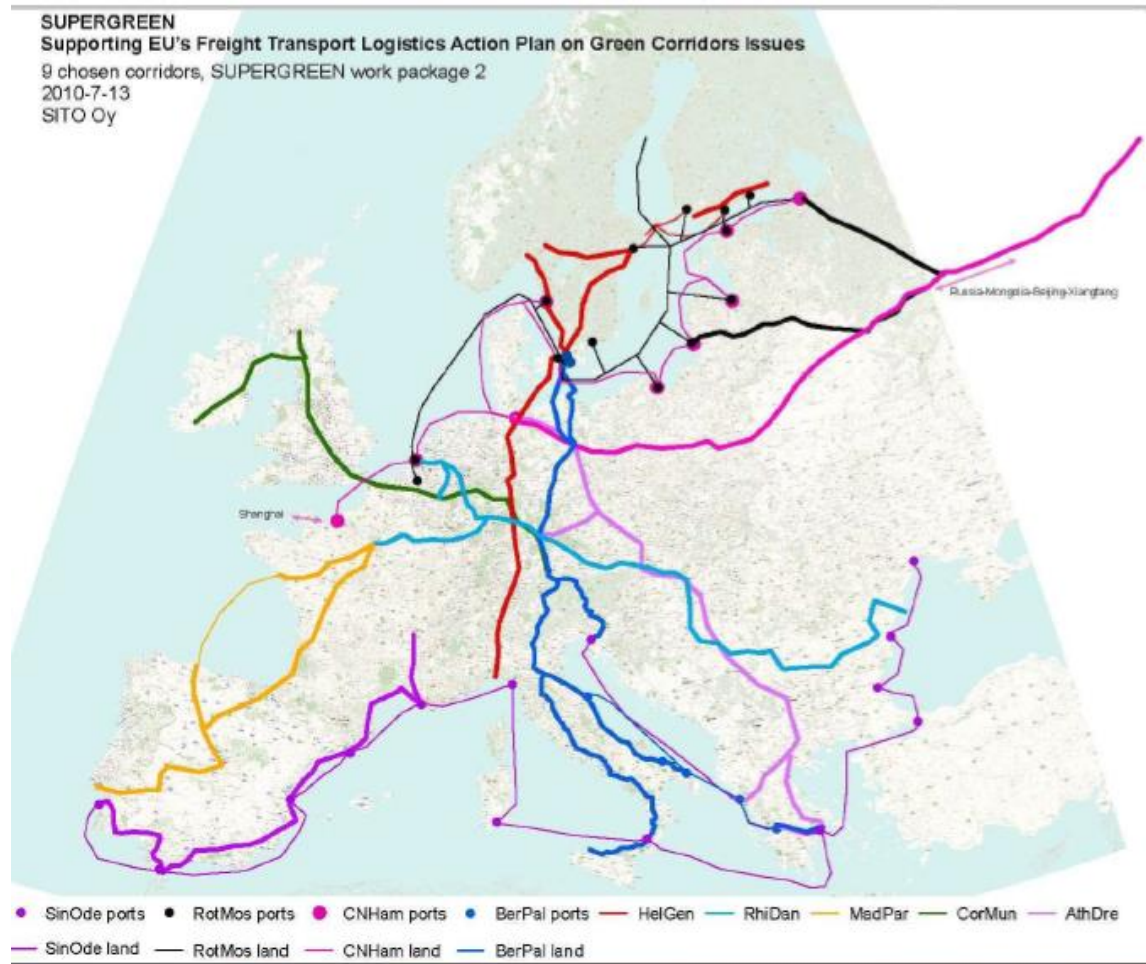 SUPERGREEN
Supporting EU's Freight Transport Logistics Action Plan on Green Corridors Issues
9 chosen corridors, SUPERGREEN work package 2
2010-7-13
SITO Oy
Russia-Mongolia-Beijing-Xiangtang
Shanghai
SinOde ports
RotMos ports
CNHam ports
BerPal ports
HelGen
RhiDan
MadPar
CorMun
AthDre
SinOde land
RotMos land
CNHam land
BerPal land